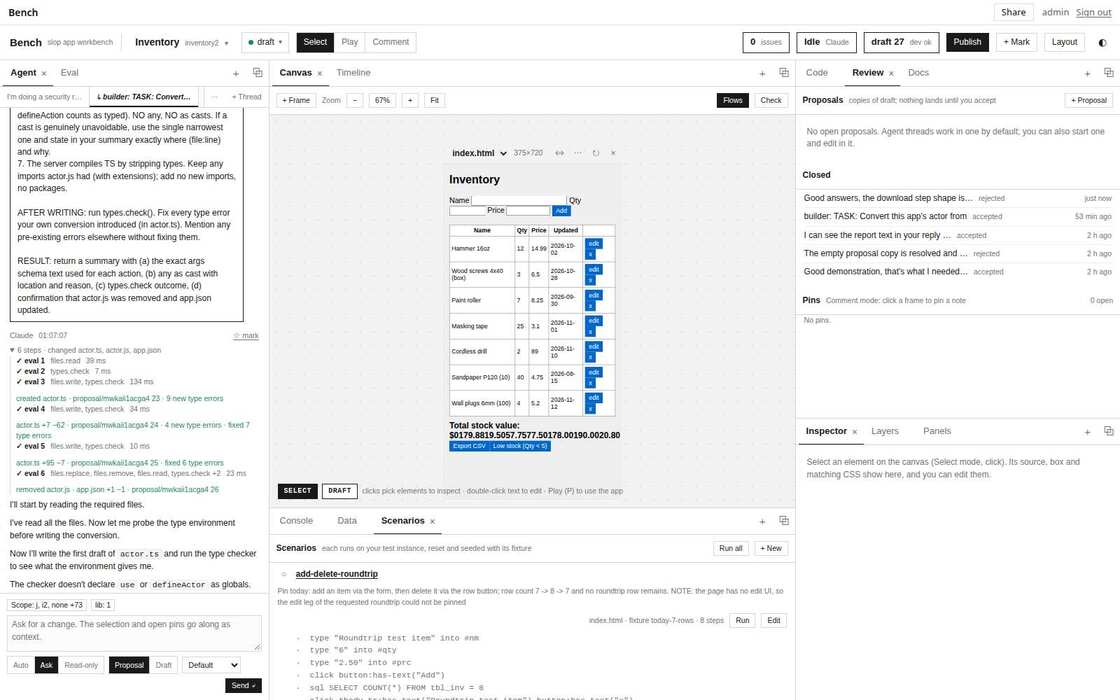 Bench
Share admin Sign out
Bench slop app workbench Inventory inventory2 ▾ draft ▾ Select Play Comment 0 issues Idle Claude draft 27 dev ok Publish + Mark Layout
Agent × Eval
I'm doing a security r… ↳ builder: TASK: Convert… ⋯ + Thread
defineAction counts as typed). NO any, NO as casts. If a
cast is genuinely unavoidable, use the single narrowest
one and state in your summary exactly where (file:line)
and why.
7. The server compiles TS by stripping types. Keep any
imports actor.js had (with extensions); add no new imports,
no packages.
AFTER WRITING: run types.check(). Fix every type error
your own conversion introduced (in actor.ts). Mention any
pre-existing errors elsewhere without fixing them.
RESULT: return a summary with (a) the exact args
schema text used for each action, (b) any as cast with
location and reason, (c) types.check outcome, (d)
confirmation that actor.js was removed and app.json
updated.
Claude 01:07:07 ☆ mark
▾ 6 steps · changed actor.ts, actor.js, app.json
✓ eval 1 files.read 39 ms
✓ eval 2 types.check 7 ms
✓ eval 3 files.write, types.check 134 ms
created actor.ts · proposal/mwkaii1acga4 23 · 9 new type errors
✓ eval 4 files.write, types.check 34 ms
actor.ts +7 −62 · proposal/mwkaii1acga4 24 · 4 new type errors · fixed 7
type errors
✓ eval 5 files.write, types.check 10 ms
actor.ts +95 −7 · proposal/mwkaii1acga4 25 · fixed 6 type errors
✓ eval 6 files.replace, files.remove, files.read, types.check +2 23 ms
removed actor.js · app.json +1 −1 · proposal/mwkaii1acga4 26
I'll start by reading the required files.
I've read all the files. Now let me probe the type environment
before writing the conversion.
Now I'll write the first draft of actor.ts and run the type checker
to see what the environment gives me.
The checker doesn't declare use or defineActor as globals.
Scope: j, i2, none +73 lib: 1
Ask for a change. The selection and open pins go along as
context.
Auto Ask Read-only Proposal Draft Default
Send
Canvas × Timeline
+ Frame Zoom − 67% + Fit Flows Check
index.html 375×720 ⋯ ×
Inventory
Name Qty
Price Add
Name Qty Price Updated
Hammer 16oz 12 14.99 2026-10-02 edit x
Wood screws 4x40 (box) 3 6.5 2026-10-28 edit x
Paint roller 7 8.25 2026-09-30 edit x
Masking tape 25 3.1 2026-11-01 edit x
Cordless drill 2 89 2026-11-10 edit x
Sandpaper P120 (10) 40 4.75 2026-08-15 edit x
Wall plugs 6mm (100) 4 5.2 2026-11-12 edit x
Total stock value:
$0179.8819.5057.7577.50178.00190.0020.80
Export CSV Low stock (Qty < 5)
SELECT DRAFT clicks pick elements to inspect · double-click text to edit · Play (P) to use the app
Console Data Scenarios ×
Scenarios each runs on your test instance, reset and seeded with its fixture Run all + New
add-delete-roundtrip
Pin today: add an item via the form, then delete it via the row button; row count 7 -> 8 -> 7 and no roundtrip row remains. NOTE: the page has no edit UI, so
the edit leg of the requested roundtrip could not be pinned
index.html · fixture today-7-rows · 8 steps Run Edit
· type "Roundtrip test item" into #nm
· type "6" into #qty
· type "2.50" into #prc
· click button:has-text("Add")
· sql SELECT COUNT(*) FROM tbl_inv = 8
Code Review × Docs
Proposals copies of draft; nothing lands until you accept + Proposal
No open proposals. Agent threads work in one by default; you can also start one
and edit in it.
Closed
Good answers, the download step shape is… rejected just now
builder: TASK: Convert this app's actor from accepted 53 min ago
I can see the report text in your reply … accepted 2 h ago
The empty proposal copy is resolved and … rejected 2 h ago
Good demonstration, that's what I needed… accepted 2 h ago
Pins Comment mode: click a frame to pin a note 0 open
No pins.
Inspector × Layers Panels
Select an element on the canvas (Select mode, click). Its source, box and
matching CSS show here, and you can edit them.